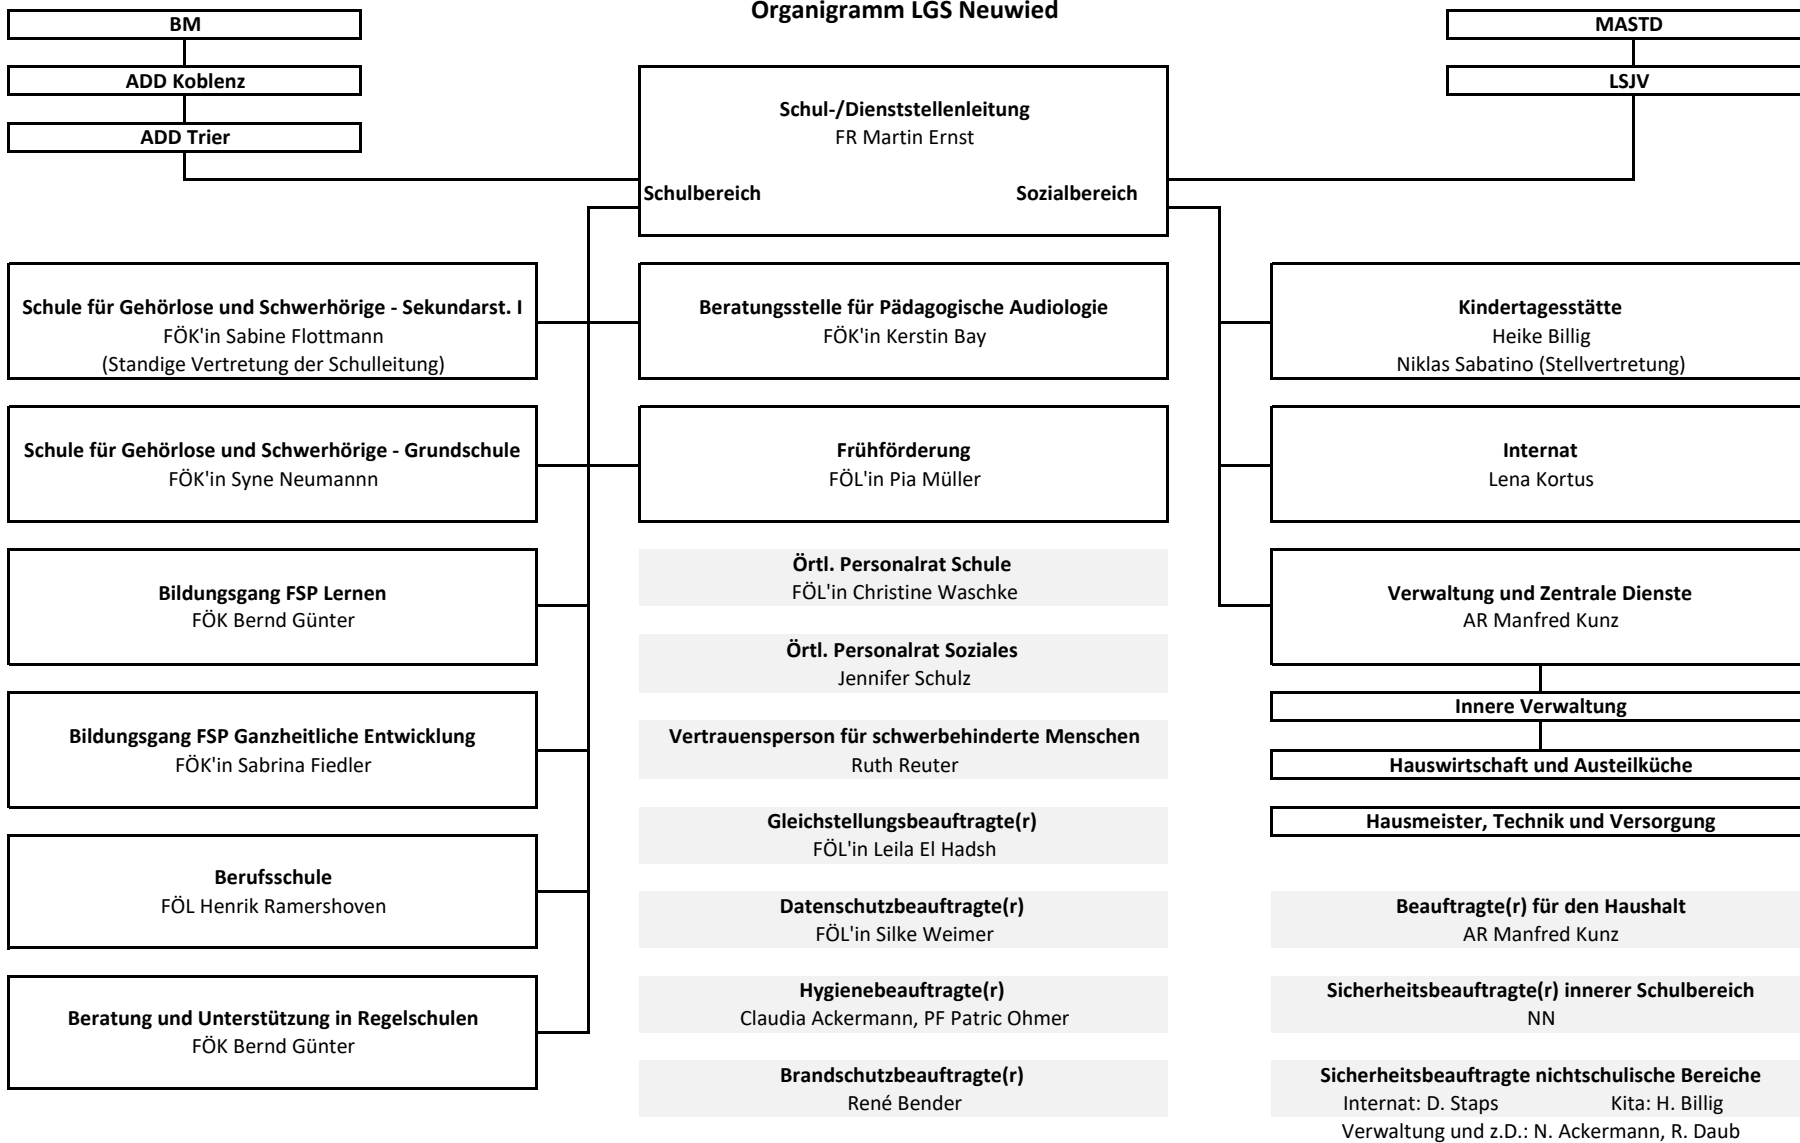 Organigramm LGS Neuwied
BM
ADD Koblenz
ADD Trier
MASTD
LSJV
Schul-/Dienststellenleitung
FR Martin Ernst
Schulbereich Sozialbereich
Schule für Gehörlose und Schwerhörige - Sekundarst. I
FÖK'in Sabine Flottmann
(Standige Vertretung der Schulleitung)
Schule für Gehörlose und Schwerhörige - Grundschule
FÖK'in Syne Neumannn
Bildungsgang FSP Lernen
FÖK Bernd Günter
Bildungsgang FSP Ganzheitliche Entwicklung
FÖK'in Sabrina Fiedler
Berufsschule
FÖL Henrik Ramershoven
Beratung und Unterstützung in Regelschulen
FÖK Bernd Günter
Beratungsstelle für Pädagogische Audiologie
FÖK'in Kerstin Bay
Frühförderung
FÖL'in Pia Müller
Örtl. Personalrat Schule
FÖL'in Christine Waschke
Örtl. Personalrat Soziales
Jennifer Schulz
Vertrauensperson für schwerbehinderte Menschen
Ruth Reuter
Gleichstellungsbeauftragte(r)
FÖL'in Leila El Hadsh
Datenschutzbeauftragte(r)
FÖL'in Silke Weimer
Hygienebeauftragte(r)
Claudia Ackermann, PF Patric Ohmer
Brandschutzbeauftragte(r)
René Bender
Kindertagesstätte
Heike Billig
Niklas Sabatino (Stellvertretung)
Internat
Lena Kortus
Verwaltung und Zentrale Dienste
AR Manfred Kunz
Innere Verwaltung
Hauswirtschaft und Austeilküche
Hausmeister, Technik und Versorgung
Beauftragte(r) für den Haushalt
AR Manfred Kunz
Sicherheitsbeauftragte(r) innerer Schulbereich
NN
Sicherheitsbeauftragte nichtschulische Bereiche
Internat: D. Staps Kita: H. Billig
Verwaltung und z.D.: N. Ackermann, R. Daub